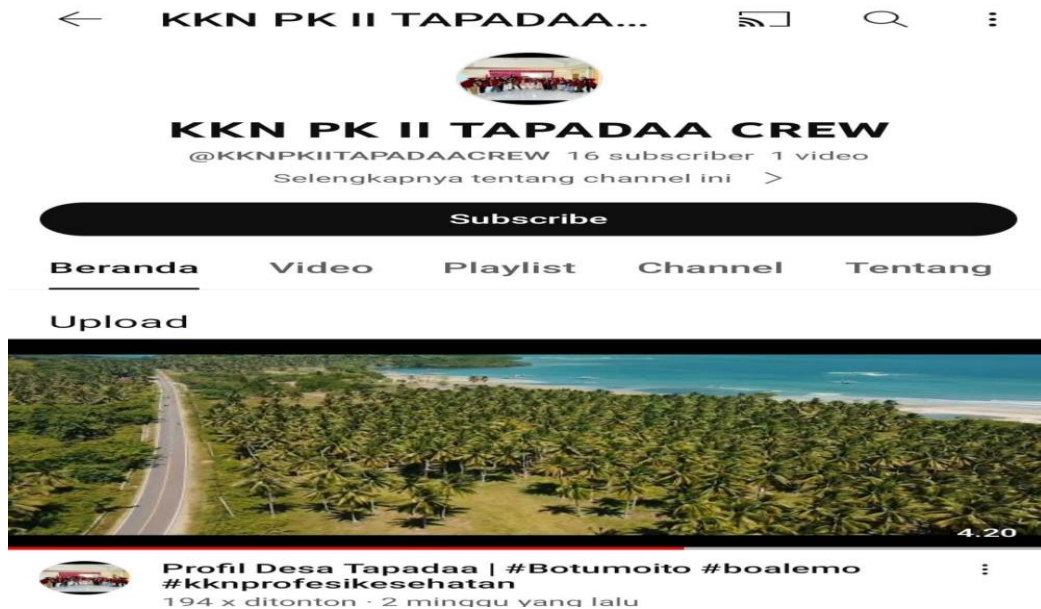 KKN PK II TAPADAA...
KKN PK II TAPADAA CREW
@KKNPKIITAPADAACREW 16 subscriber 1 video
Selengkapnya tentang channel ini >
Subscribe
Beranda Video Playlist Channel Tentang
Upload
4.20
Profil Desa Tapadaa | #Botumoito #boalemo
#kknprofesikesehatan
194 x ditonton · 2 minggu yang lalu